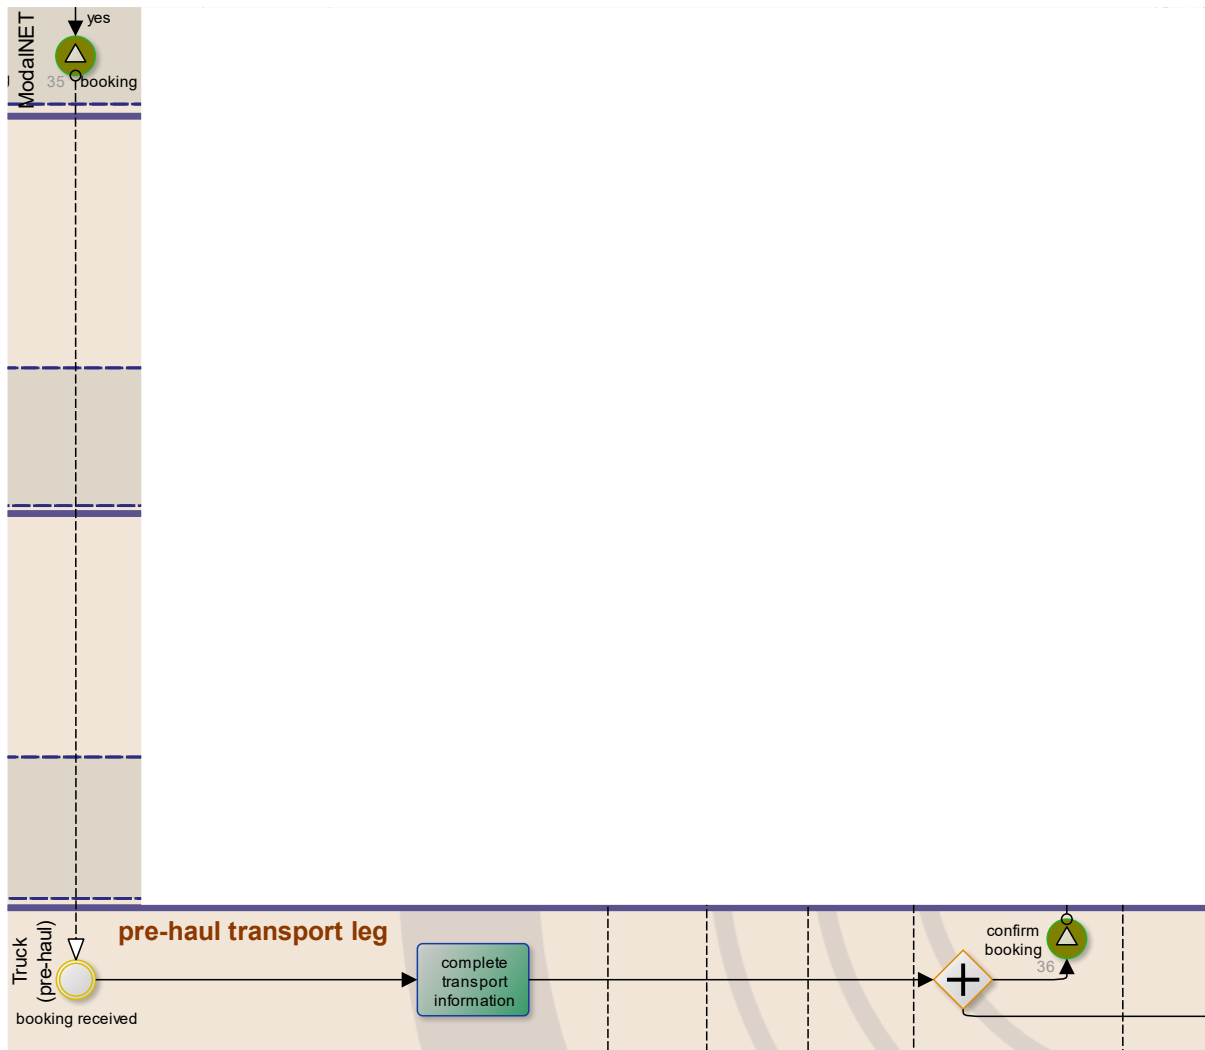 yes
ModalNET
35
booking
pre-haul transport leg
Truck
(pre-haul)
booking received
complete
transport
information
confirm
booking
36